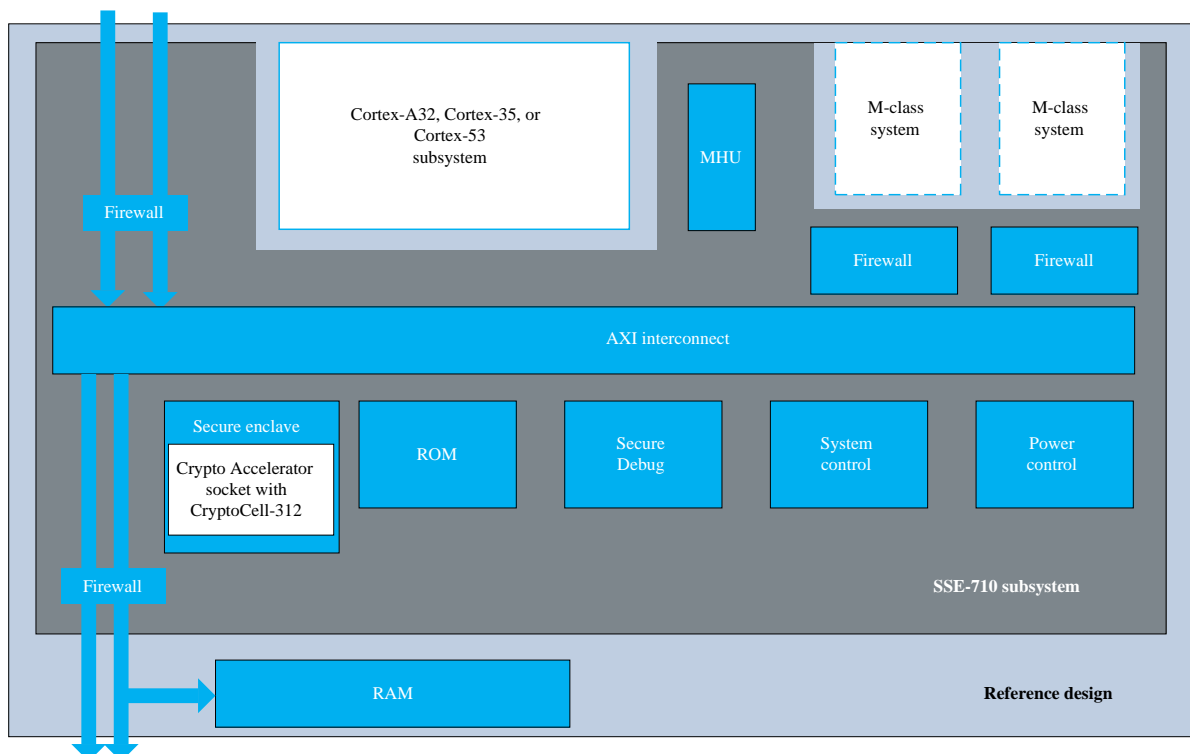 Cortex-A32, Cortex-35, or
Cortex-53
subsystem
MHU
M-class
system
M-class
system
Firewall
Firewall
Firewall
AXI interconnect
Secure enclave
Crypto Accelerator
socket with
CryptoCell-312
ROM
Secure
Debug
System
control
Power
control
Firewall
SSE-710 subsystem
RAM
Reference design